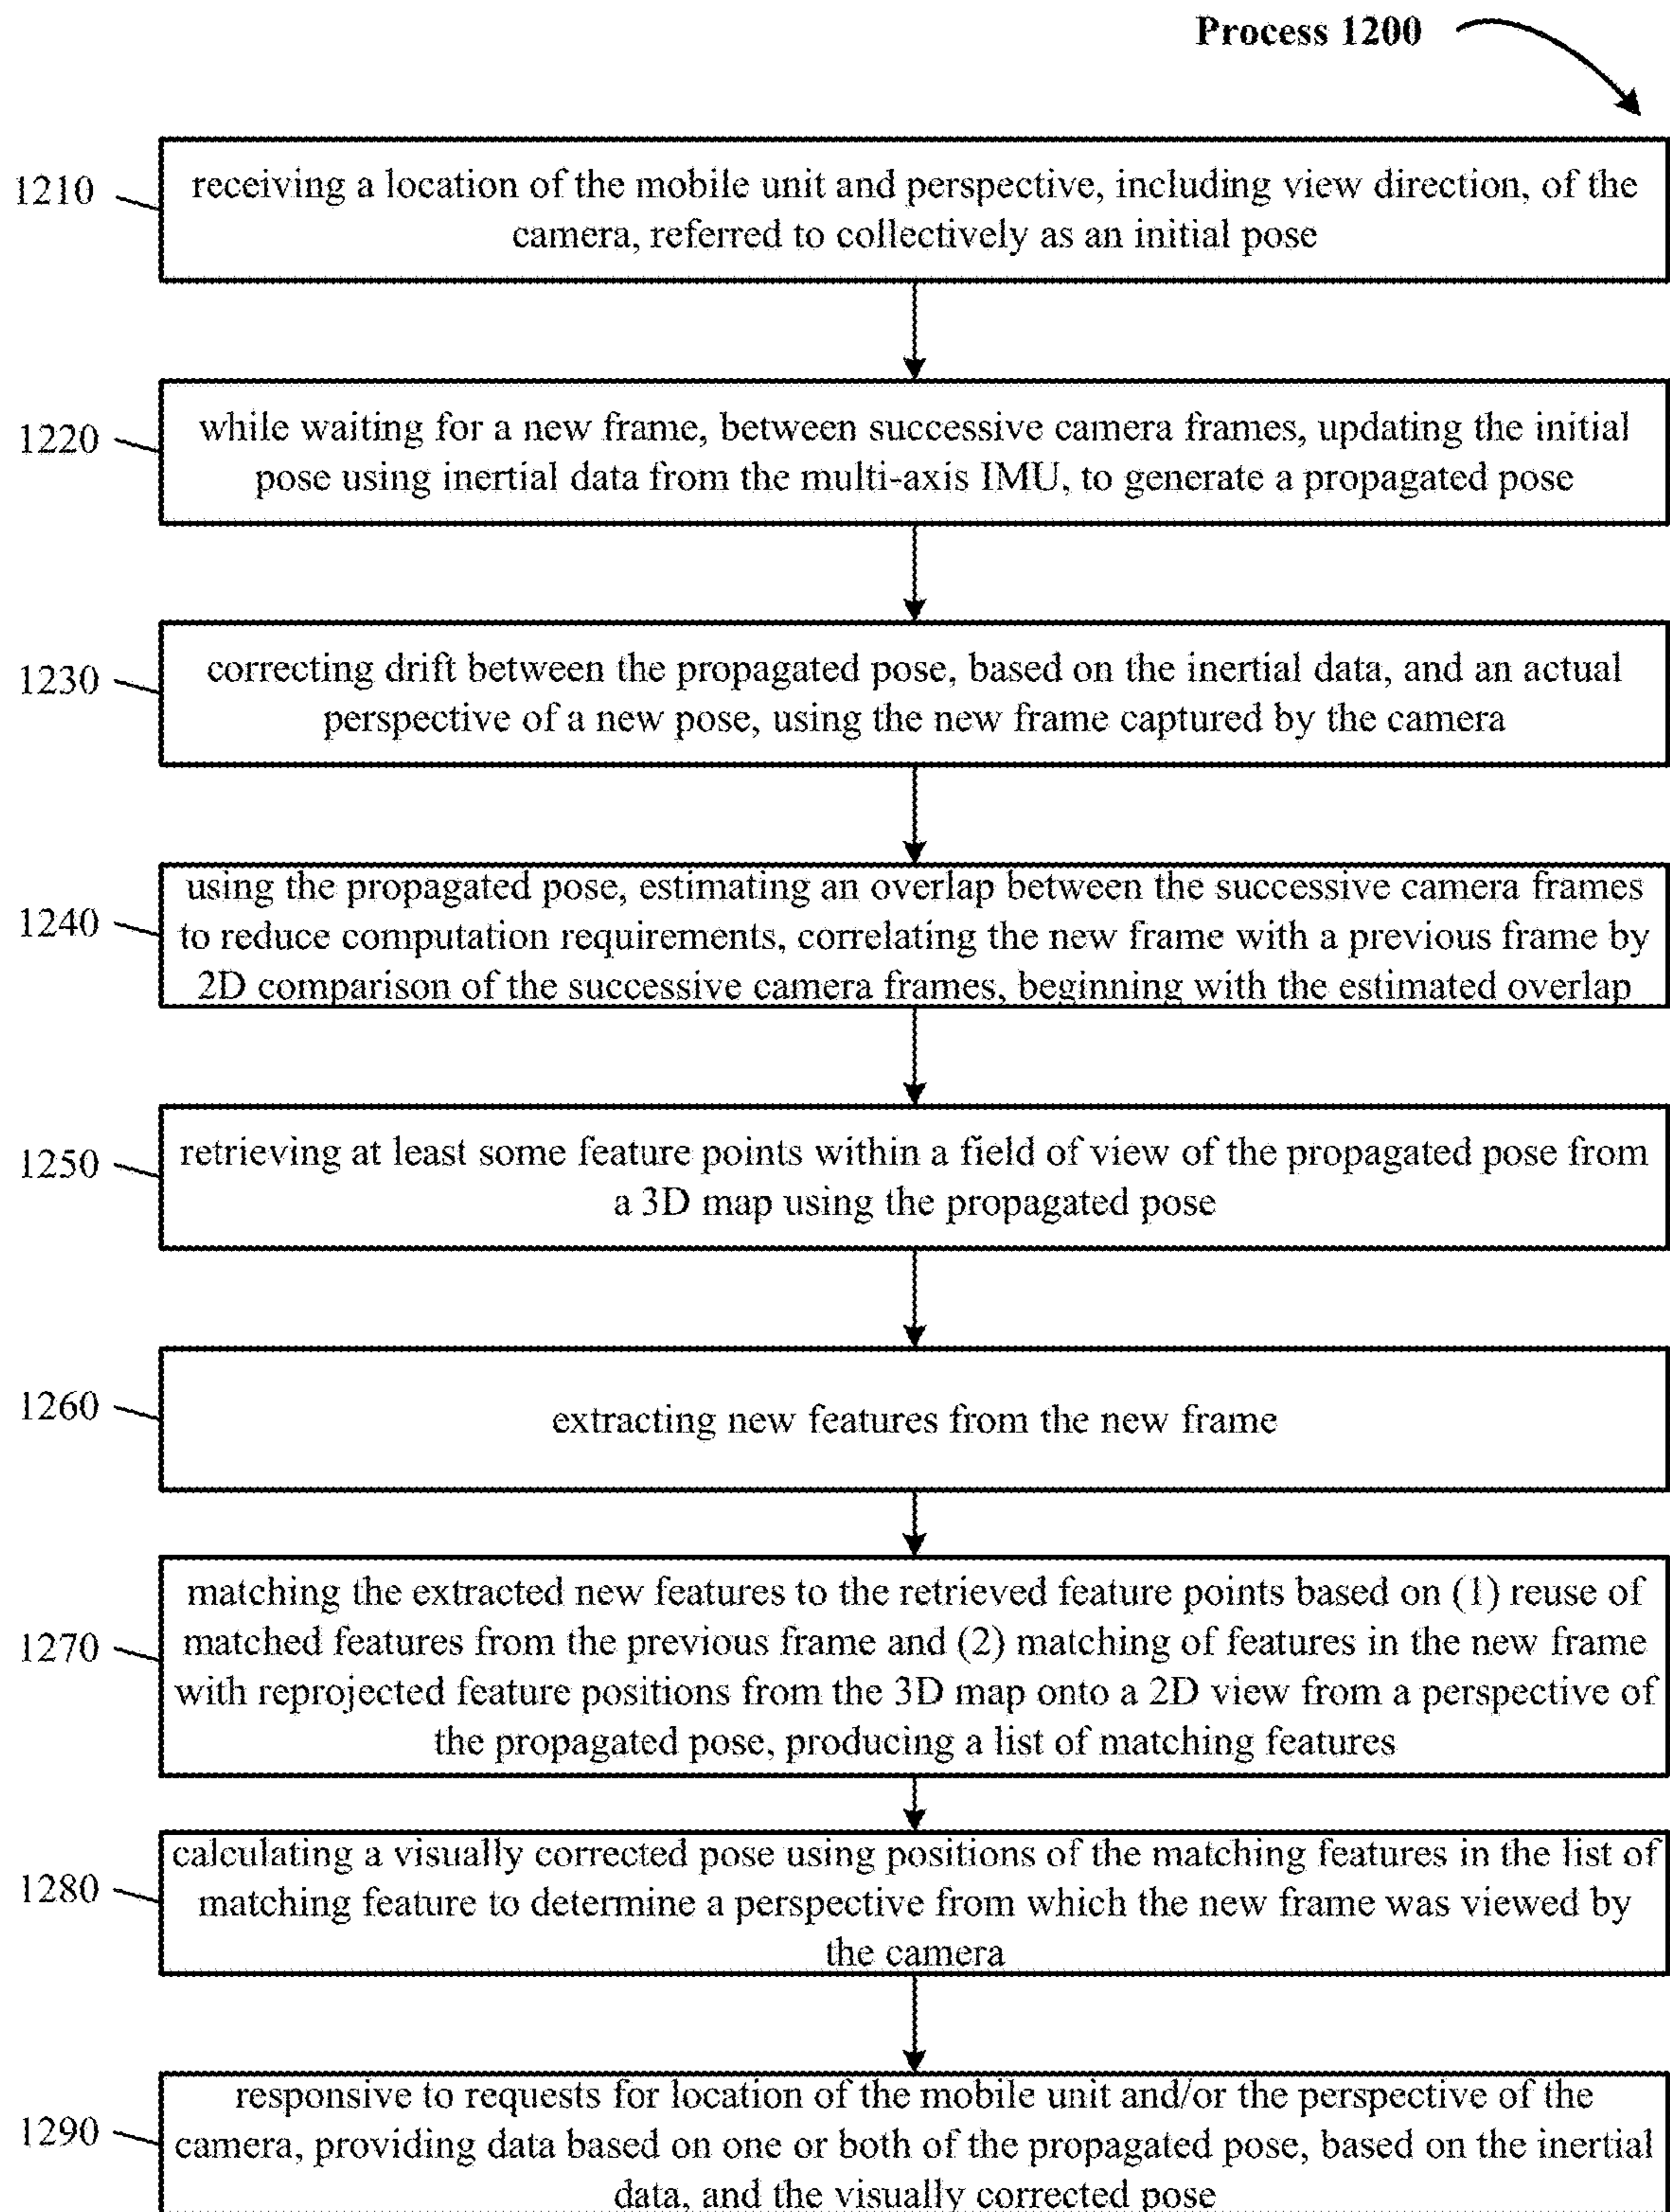 Process 1200
1210
receiving a location of the mobile unit and perspective, including view direction, of the
camera, referred to collectively as an initial pose
1220
while waiting for a new frame, between successive camera frames, updating the initial
pose using inertial data from the multi-axis IMU, to generate a propagated pose
1230
correcting drift between the propagated pose, based on the inertial data, and an actual
perspective of a new pose, using the new frame captured by the camera
1240
using the propagated pose, estimating an overlap between the successive camera frames
to reduce computation requirements, correlating the new frame with a previous frame by
2D comparison of the successive camera frames, beginning with the estimated overlap
1250
retrieving at least some feature points within a field of view of the propagated pose from
a 3D map using the propagated pose
1260
extracting new features from the new frame
1270
matching the extracted new features to the retrieved feature points based on (1) reuse of
matched features from the previous frame and (2) matching of features in the new frame
with reprojected feature positions from the 3D map onto a 2D view from a perspective of
the propagated pose, producing a list of matching features
1280
calculating a visually corrected pose using positions of the matching features in the list of
matching feature to determine a perspective from which the new frame was viewed by
the camera
1290
responsive to requests for location of the mobile unit and/or the perspective of the
camera, providing data based on one or both of the propagated pose, based on the inertial
data, and the visually corrected pose